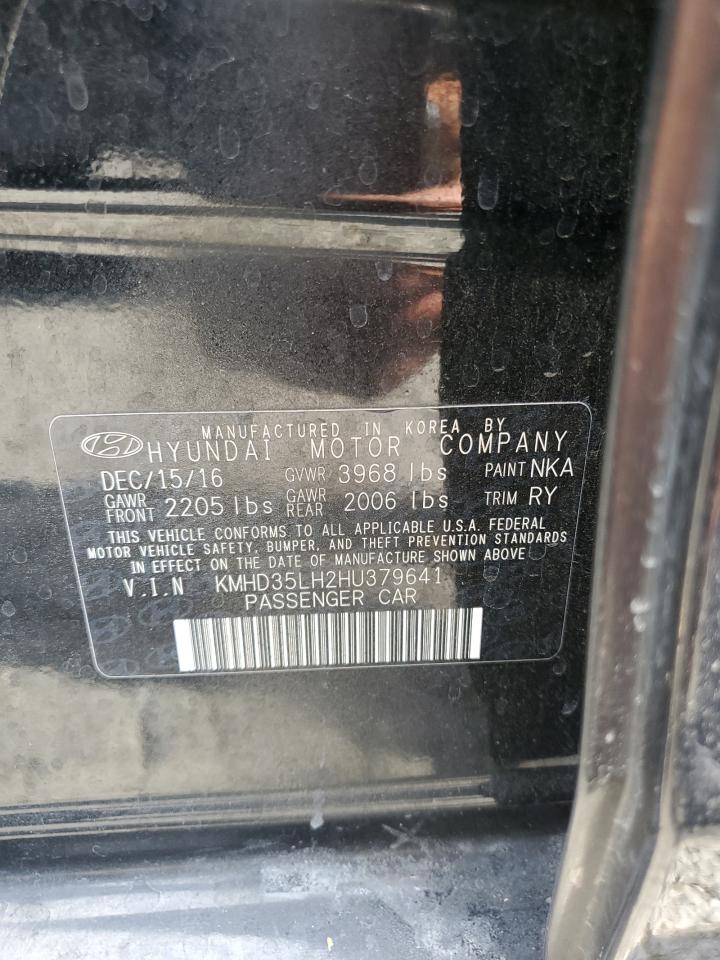 MANUFACTURED IN KOREA BY
HYUNDAI MOTOR COMPANY
DEC/15/16 GVWR 3968 lbs PAINT NKA
GAWR FRONT 2205 lbs GAWR REAR 2006 lbs TRIM RY
THIS VEHICLE CONFORMS TO ALL APPLICABLE U.S.A. FEDERAL
MOTOR VEHICLE SAFETY, BUMPER, AND THEFT PREVENTION STANDARDS
IN EFFECT ON THE DATE OF MANUFACTURE SHOWN ABOVE
V.I.N KMHD35LH2HU379641
PASSENGER CAR